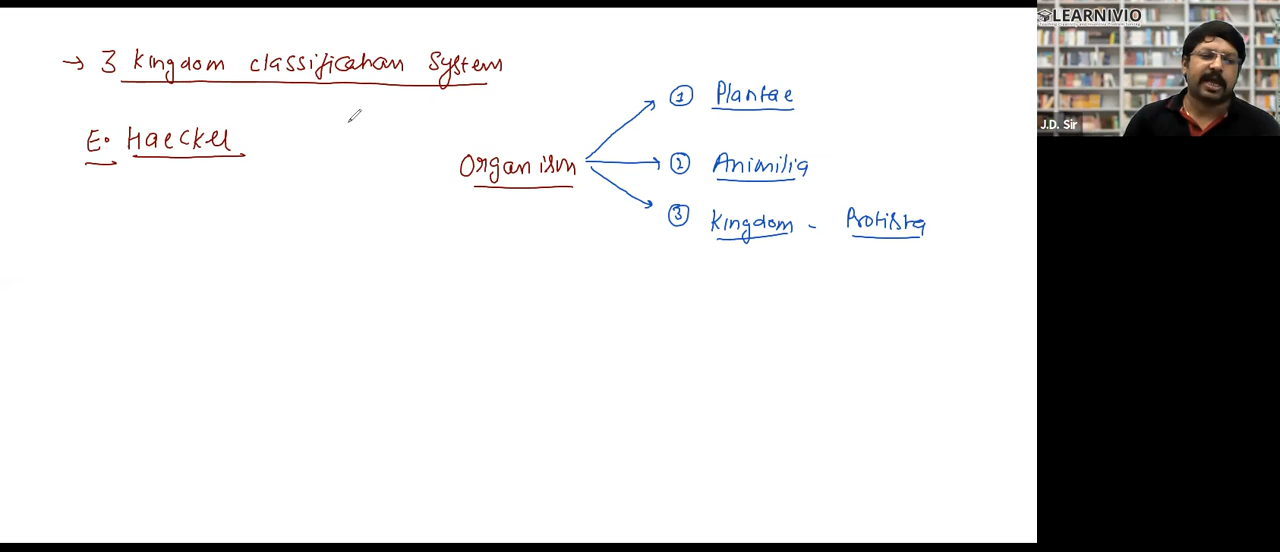 → 3 Kingdom classification System
E. Haeckel
Organism
① Plantae
② Animilia
③ Kingdom - Protista
LEARNIVIO
J.D. Sir